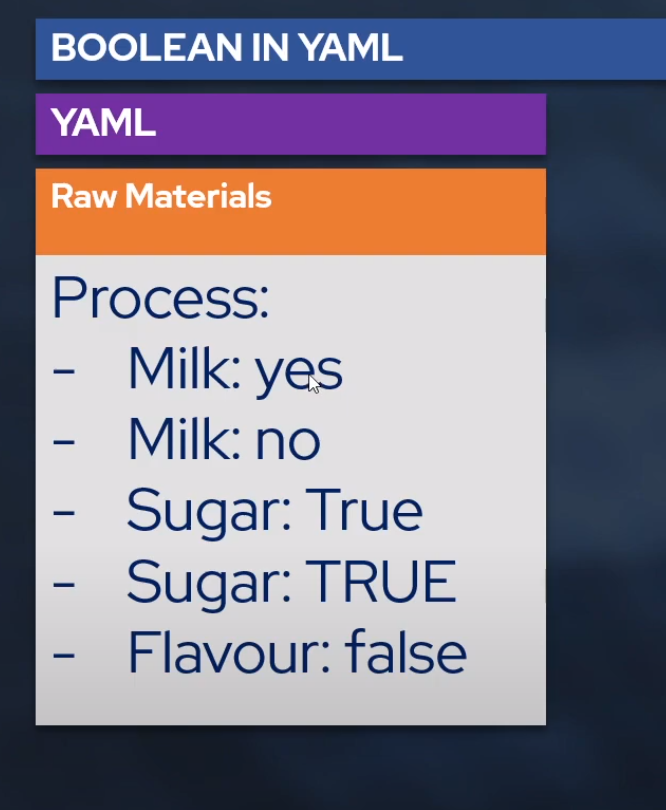 BOOLEAN IN YAML
YAML
Raw Materials
Process:
- Milk: yes
- Milk: no
- Sugar: True
- Sugar: TRUE
- Flavour: false